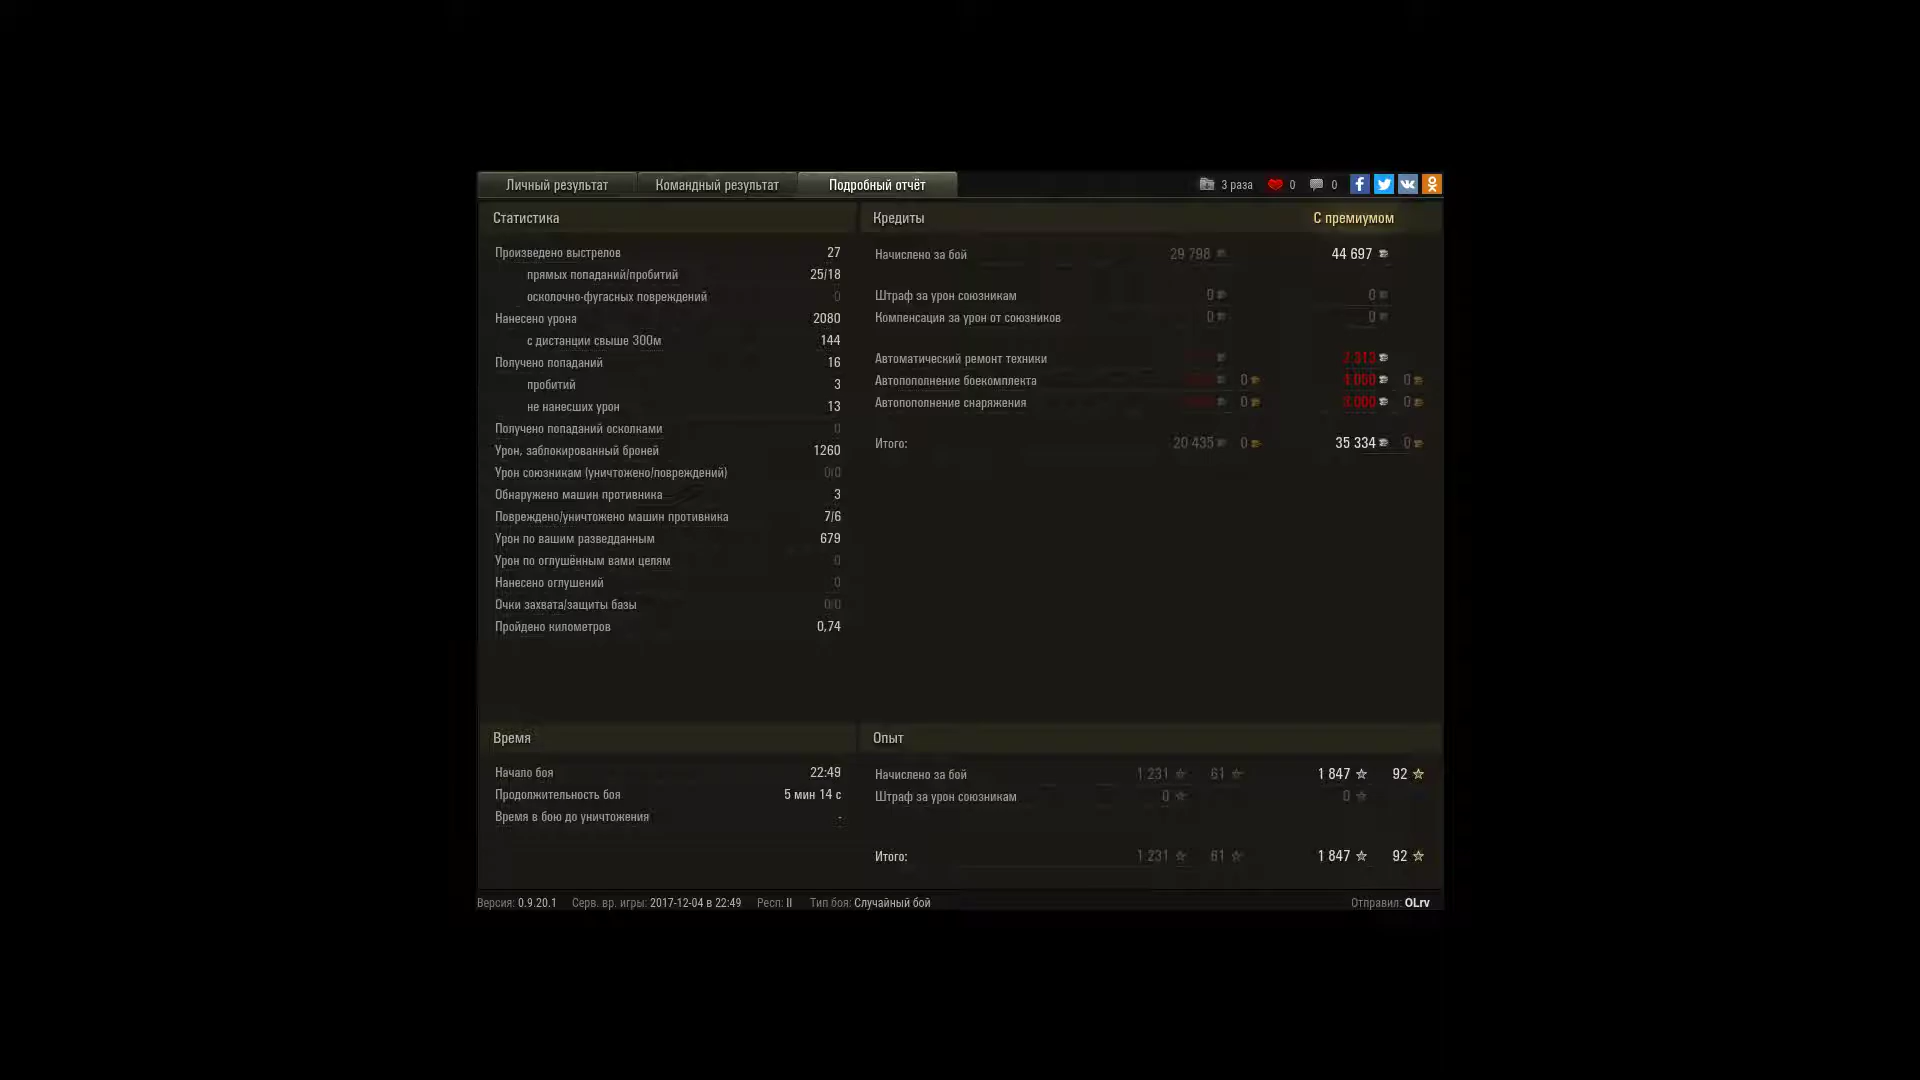 Личный результат Командный результат Подробный отчёт 3 раза 0 0
Статистика
Произведено выстрелов 27
прямых попаданий/пробитий 25/18
осколочно-фугасных повреждений 0
Нанесено урона 2080
с дистанции свыше 300м 144
Получено попаданий 16
пробитий 3
не нанесших урон 13
Получено попаданий осколками 0
Урон, заблокированный броней 1260
Урон союзникам (уничтожено/повреждений) 0/0
Обнаружено машин противника 3
Повреждено/уничтожено машин противника 7/6
Урон по вашим разведданным 679
Урон по оглушённым вами целям 0
Нанесено оглушений 0
Очки захвата/защиты базы 0/0
Пройдено километров 0,74
Кредиты С премиумом
Начислено за бой 29 798 44 697
Штраф за урон союзникам 0 0
Компенсация за урон от союзников 0 0
Автоматический ремонт техники
Автопополнение боекомплекта 0 0
Автопополнение снаряжения 0 0
Итого: 20 435 0 35 334 0
Время
Начало боя 22:49
Продолжительность боя 5 мин 14 с
Время в бою до уничтожения -
Опыт
Начислено за бой 1 231 61 1 847 92
Штраф за урон союзникам 0 0
Итого: 1 231 61 1 847 92
Версия: 0.9.20.1 Серв. вр. игры: 2017-12-04 в 22:49 Респ: II Тип боя: Случайный бой Отправил: OLrv